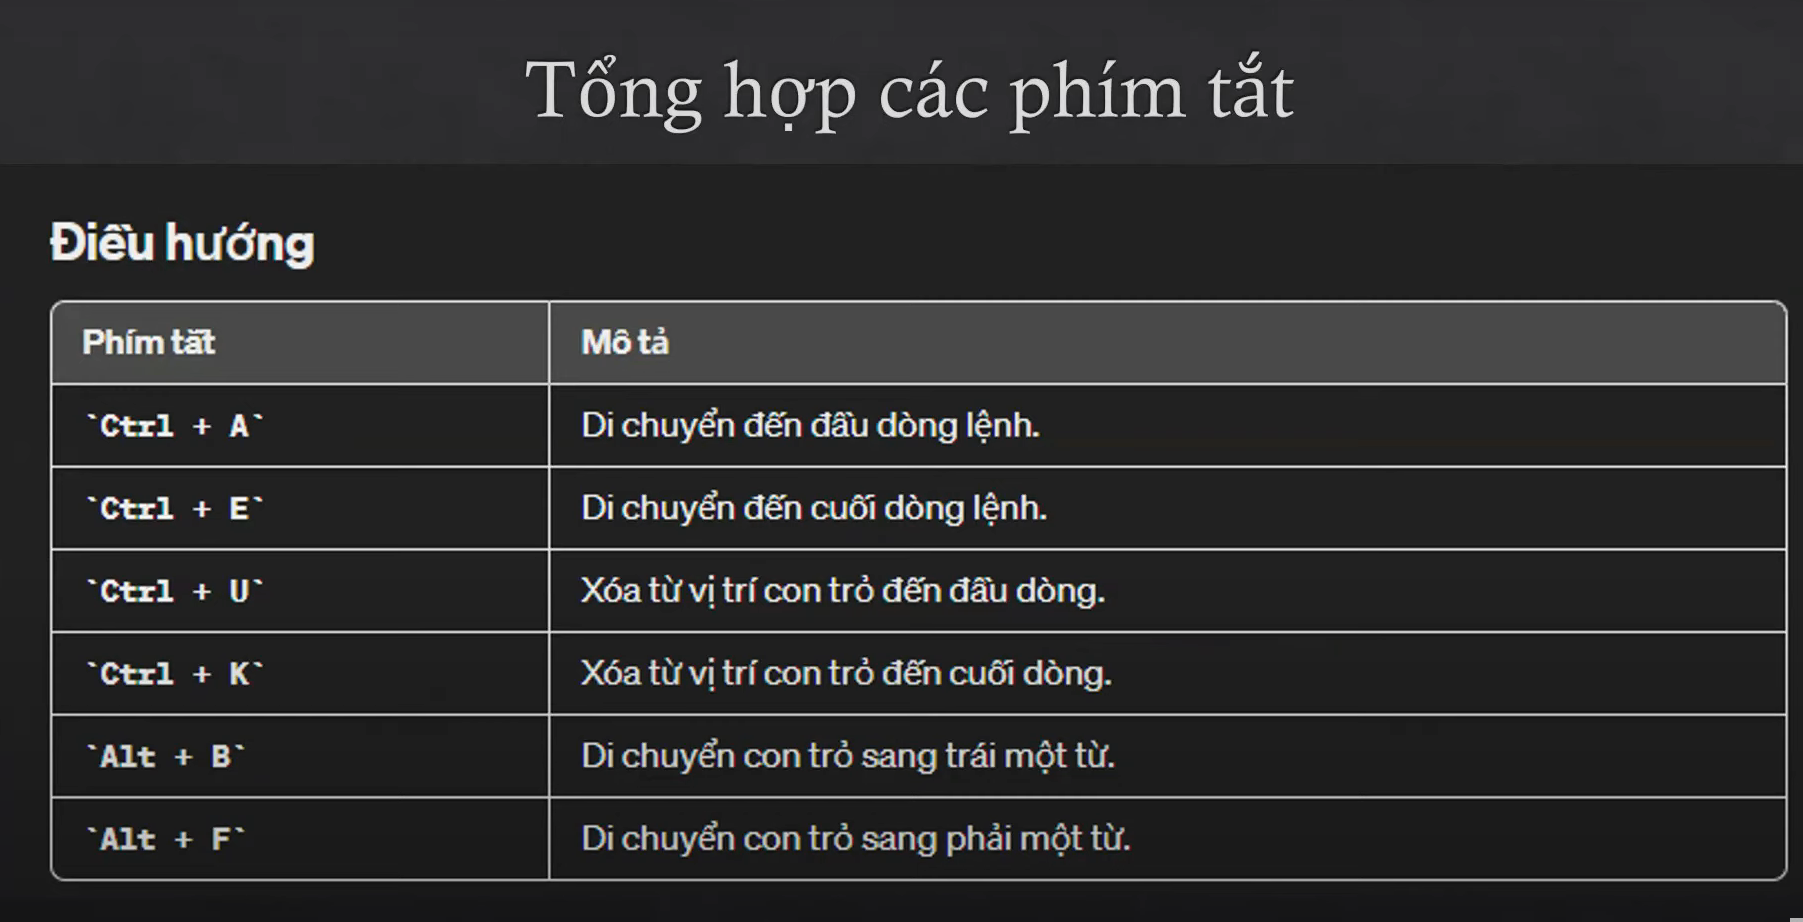 Tổng hợp các phím tắt
Điều hướng
Phím tắt Mô tả
`Ctrl + A` Di chuyển đến đầu dòng lệnh.
`Ctrl + E` Di chuyển đến cuối dòng lệnh.
`Ctrl + U` Xóa từ vị trí con trỏ đến đầu dòng.
`Ctrl + K` Xóa từ vị trí con trỏ đến cuối dòng.
`Alt + B` Di chuyển con trỏ sang trái một từ.
`Alt + F` Di chuyển con trỏ sang phải một từ.